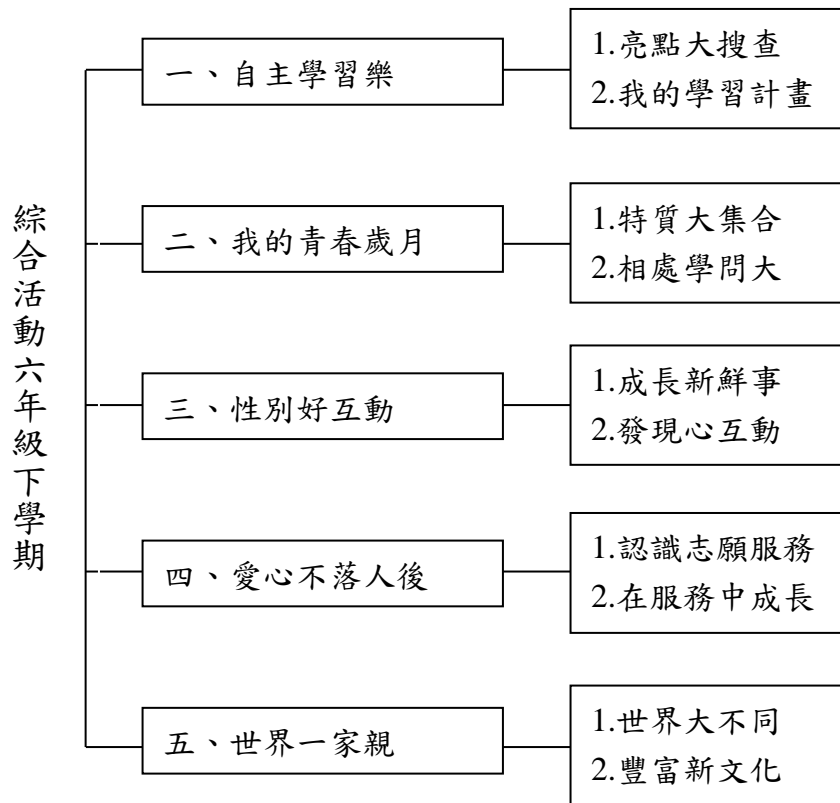 綜合活動六年級下學期
一、自主學習樂
1.亮點大搜查
2.我的學習計畫
二、我的青春歲月
1.特質大集合
2.相處學問大
三、性別好互動
1.成長新鮮事
2.發現心互動
四、愛心不落人後
1.認識志願服務
2.在服務中成長
五、世界一家親
1.世界大不同
2.豐富新文化